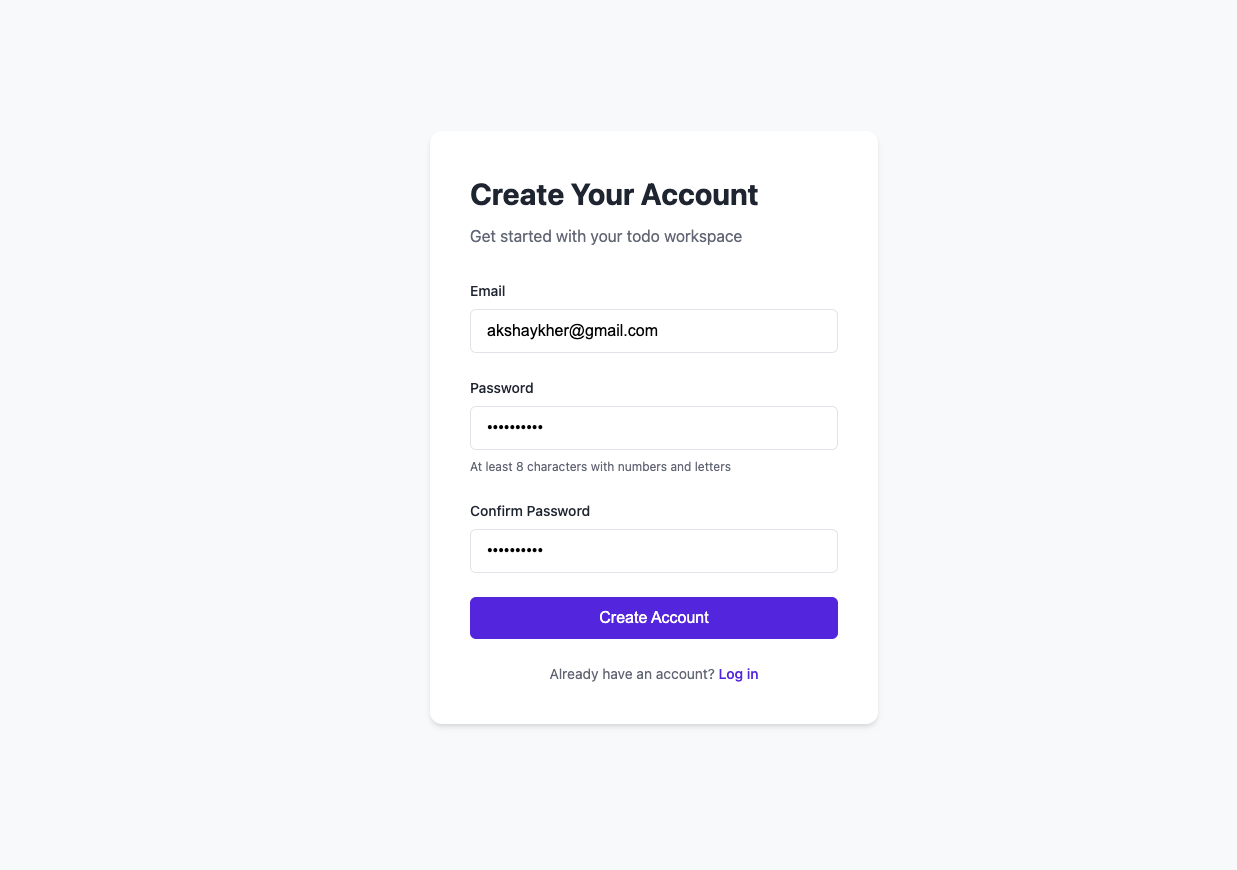 Create Your Account
Get started with your todo workspace
Email
akshaykher@gmail.com
Password
••••••••••
At least 8 characters with numbers and letters
Confirm Password
••••••••••
Create Account
Already have an account? Log in